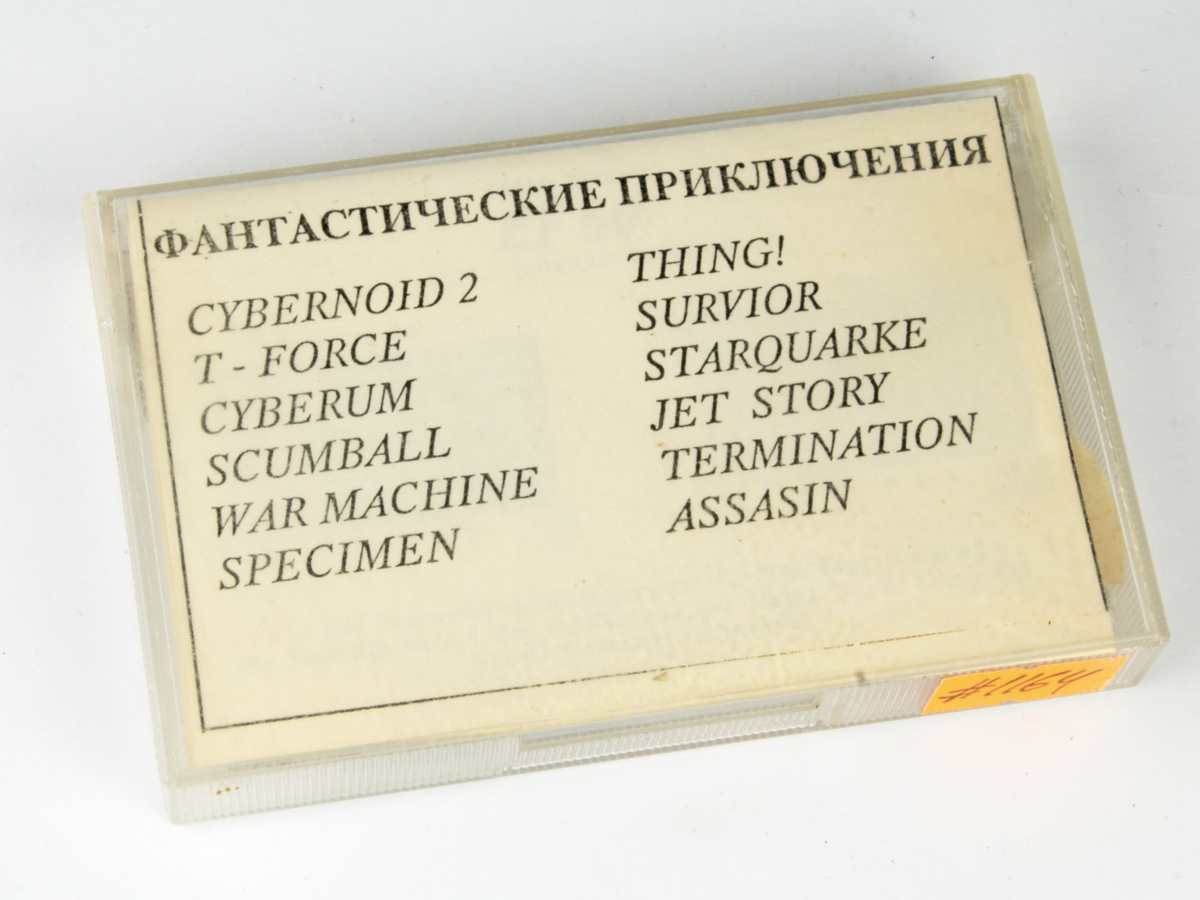 ФАНТАСТИЧЕСКИЕ ПРИКЛЮЧЕНИЯ
CYBERNOID 2
T - FORCE
CYBERUM
SCUMBALL
WAR MACHINE
SPECIMEN
THING!
SURVIOR
STARQUARKE
JET STORY
TERMINATION
ASSASIN
#1164